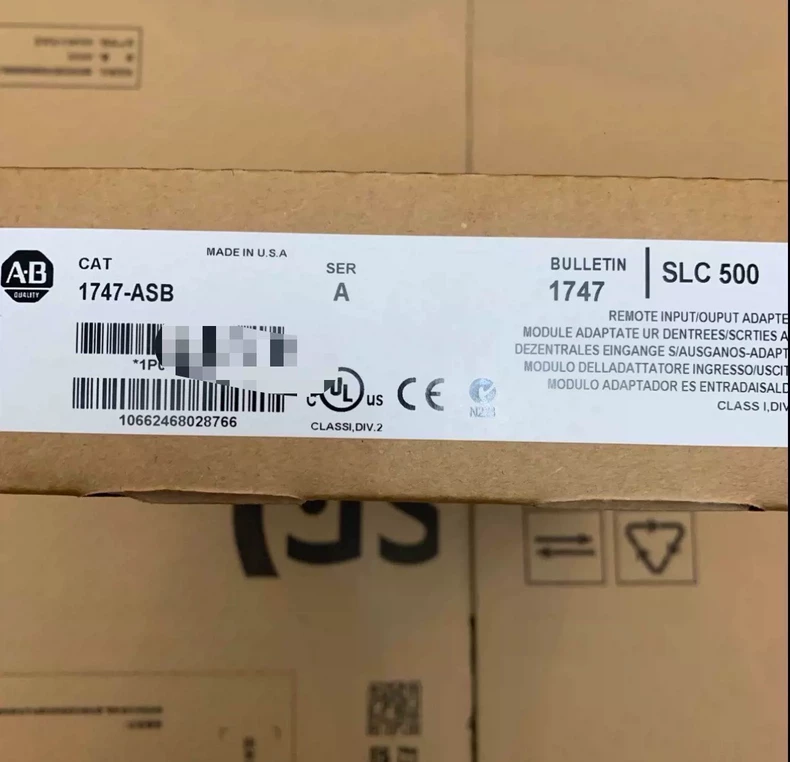 A·B
QUALITY
CAT
1747-ASB
MADE IN U.S.A
SER
A
BULLETIN
1747
SLC 500
REMOTE INPUT/OUPUT ADAPTE
MODULE ADAPTATE UR DENTREES/SCRTIES A
DEZENTRALES EINGANGE S/AUSGANOS-ADAPT
MODULO DELLADATTATORE INGRESSO/USCIT
MODULO ADAPTADOR ES ENTRADAISALD
CLASS I,DIV
*1P
10662468028766
c UL us
CE
N223
CLASSI,DIV.2